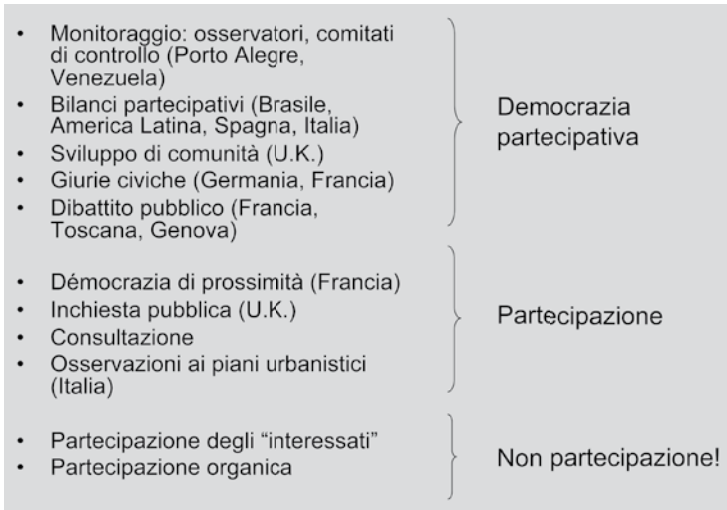 • Monitoraggio: osservatori, comitati
di controllo (Porto Alegre,
Venezuela)
• Bilanci partecipativi (Brasile,
America Latina, Spagna, Italia)
• Sviluppo di comunità (U.K.)
• Giurie civiche (Germania, Francia)
• Dibattito pubblico (Francia,
Toscana, Genova)
Democrazia
partecipativa
• Démocrazia di prossimità (Francia)
• Inchiesta pubblica (U.K.)
• Consultazione
• Osservazioni ai piani urbanistici
(Italia)
Partecipazione
• Partecipazione degli “interessati”
• Partecipazione organica
Non partecipazione!